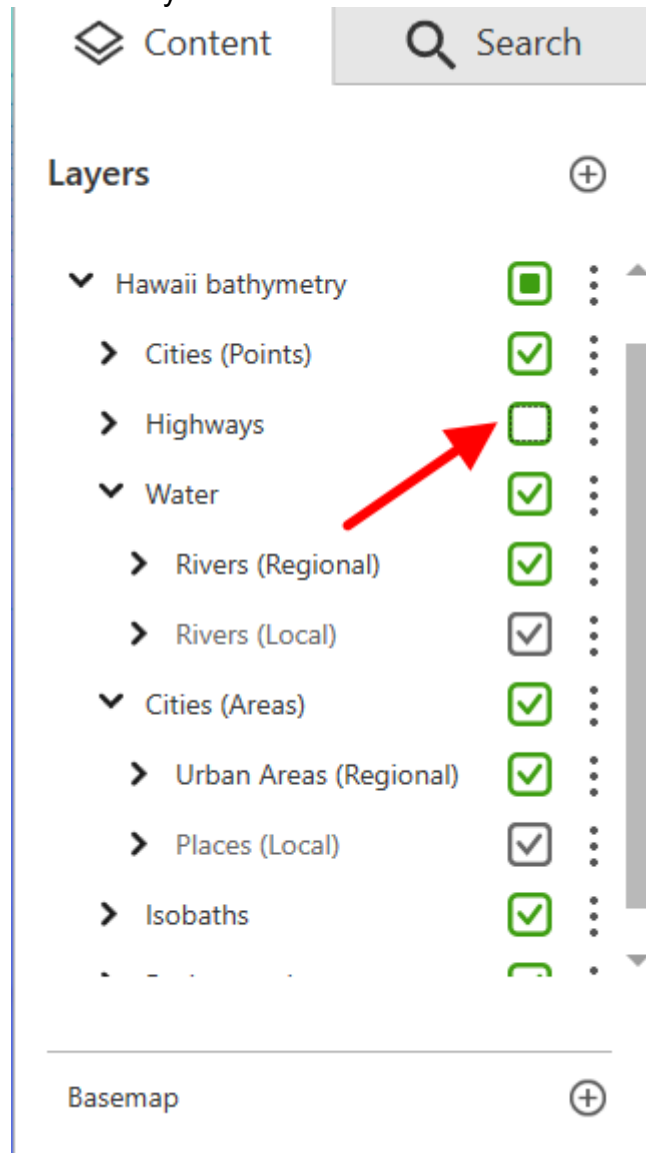 Content
Search
Layers
Hawaii bathymetry
Cities (Points)
Highways
Water
Rivers (Regional)
Rivers (Local)
Cities (Areas)
Urban Areas (Regional)
Places (Local)
Isobaths
Basemap